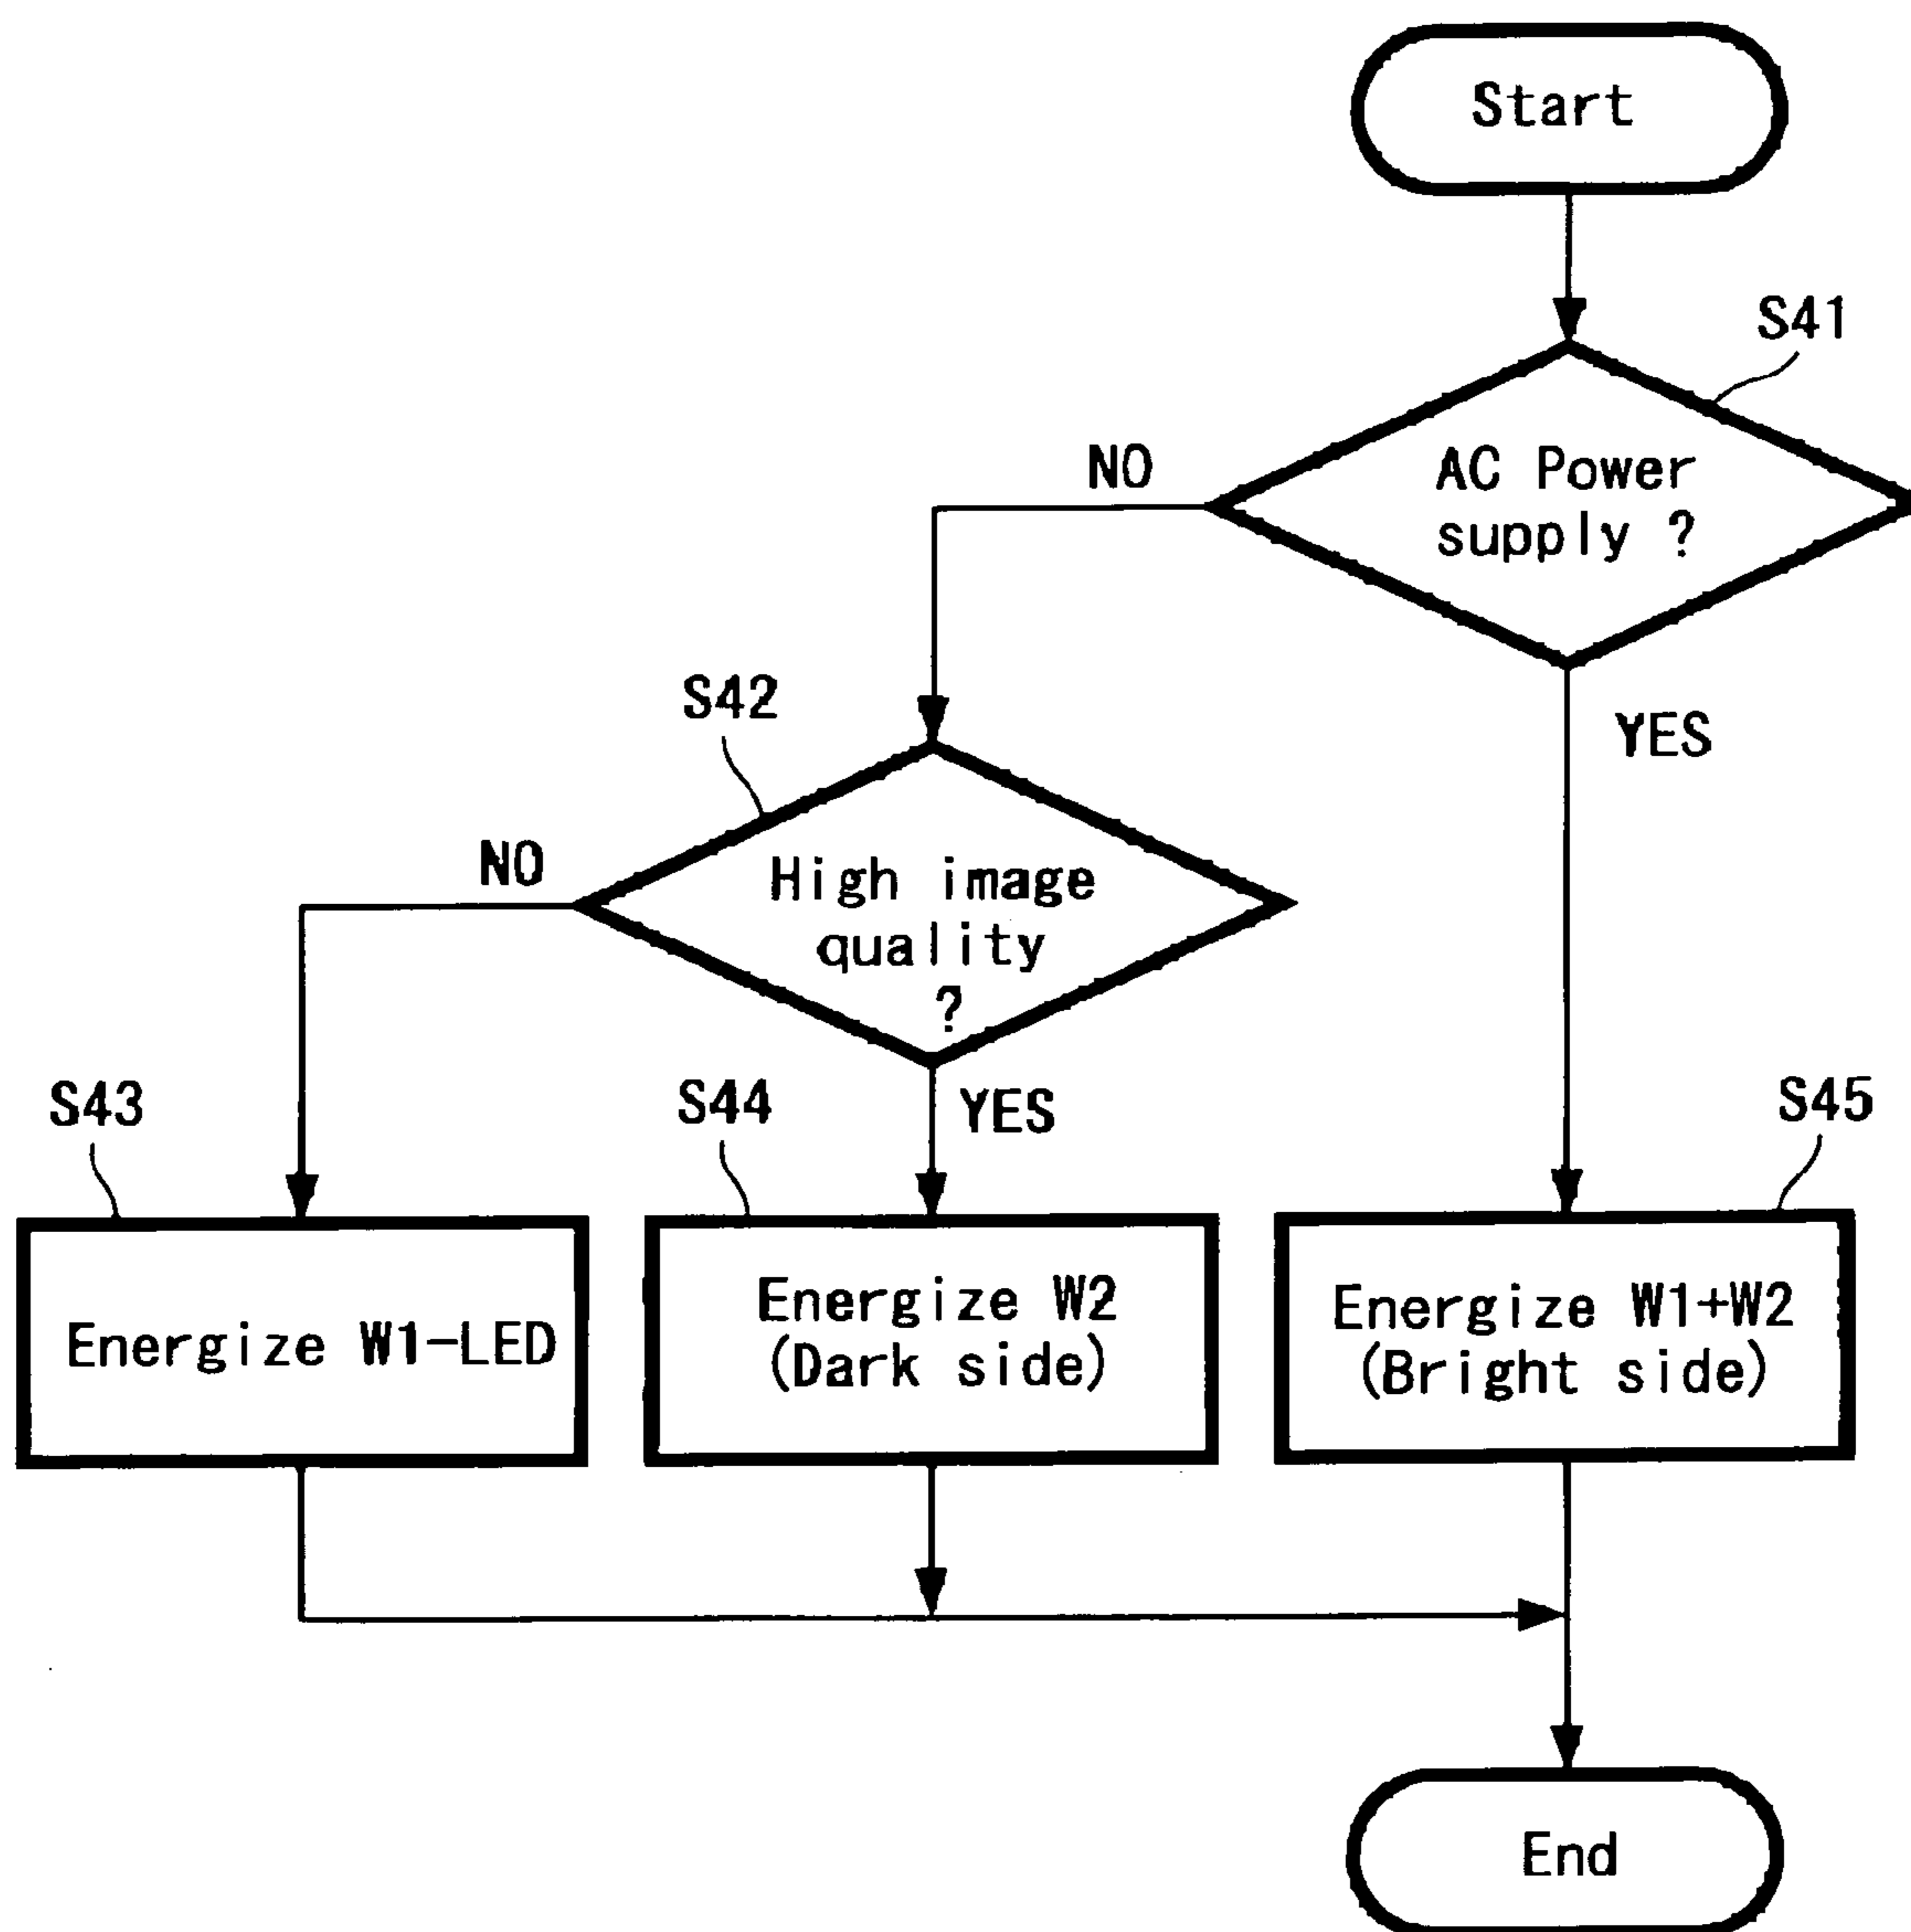 Start
S41
NO
AC Power
supply ?
S42
YES
NO
High image
quality
?
S43
S44
YES
S45
Energize W1-LED
Energize W2
(Dark side)
Energize W1+W2
(Bright side)
End